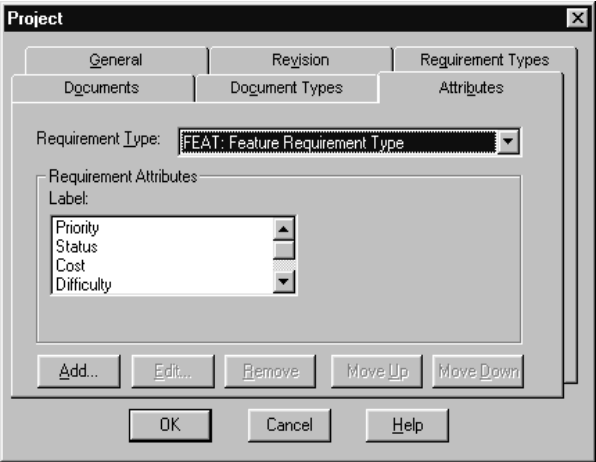 Project
General Revision Requirement Types
Documents Document Types Attributes
Requirement Type: FEAT: Feature Requirement Type
Requirement Attributes
Label:
Priority
Status
Cost
Difficulty
Add... Edit... Remove Move Up Move Down
OK Cancel Help